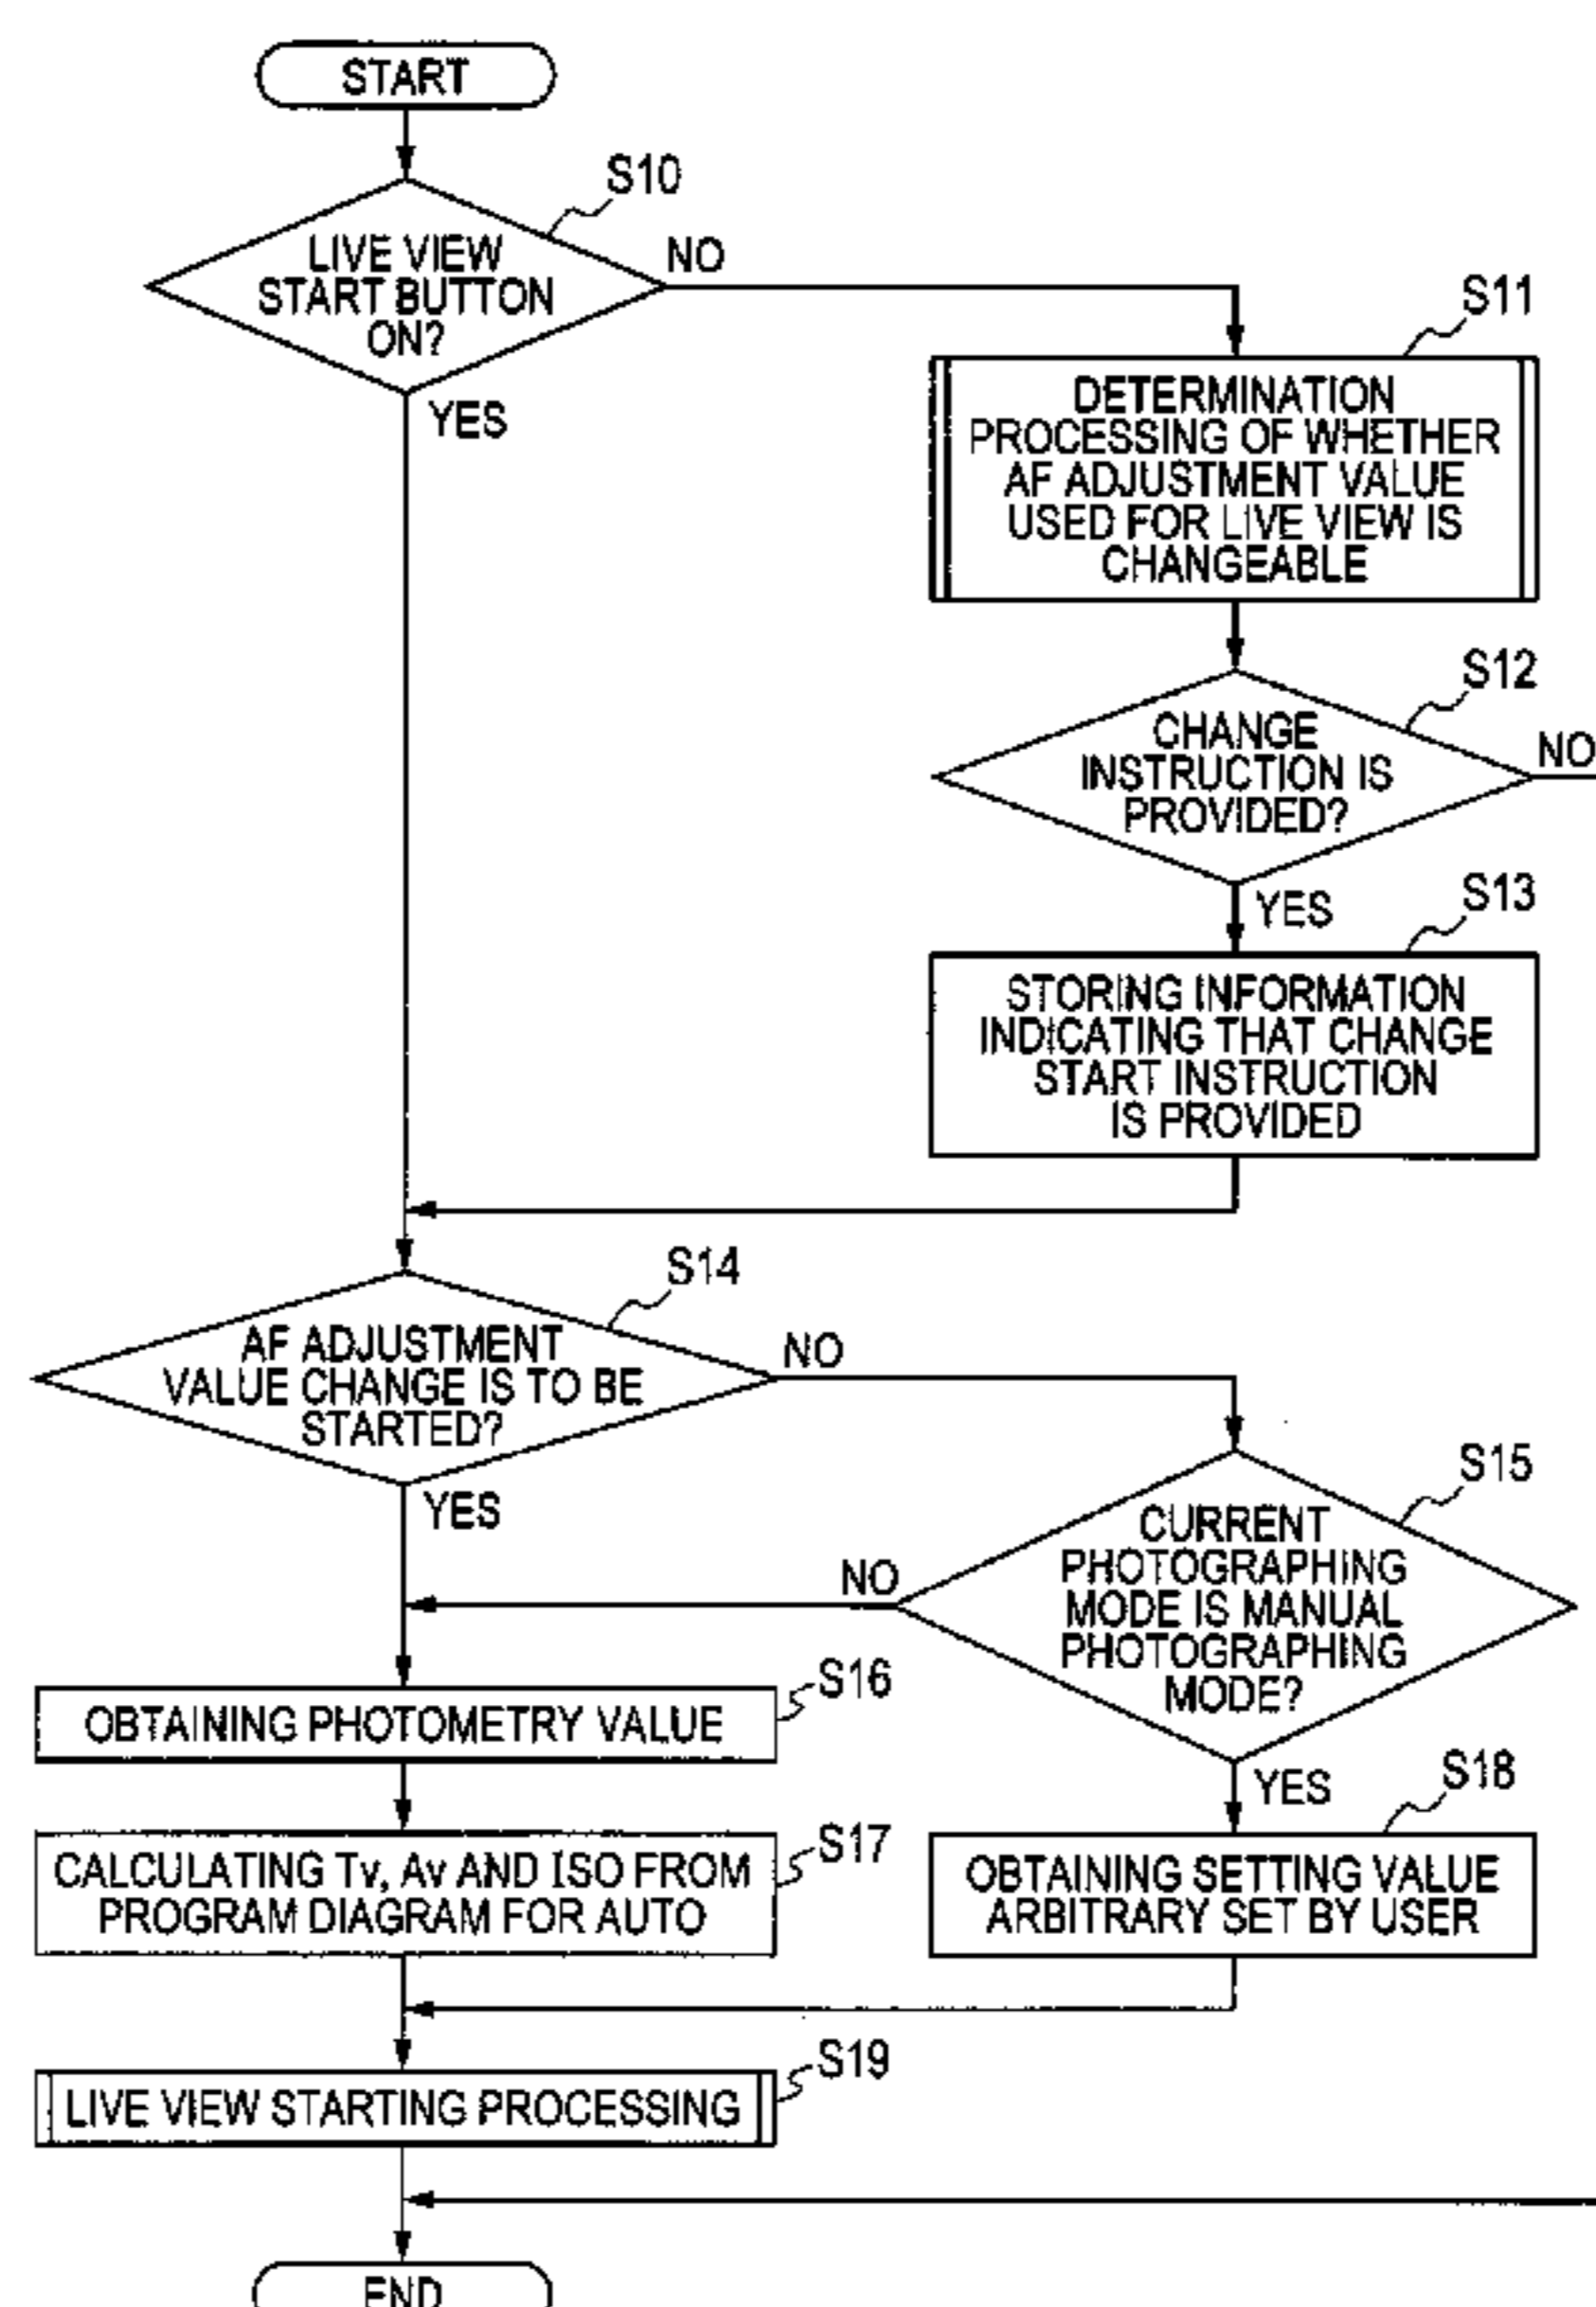 START
S10
LIVE VIEW
START BUTTON
ON?
NO
YES
S11
DETERMINATION
PROCESSING OF WHETHER
AF ADJUSTMENT VALUE
USED FOR LIVE VIEW IS
CHANGEABLE
S12
CHANGE
INSTRUCTION IS
PROVIDED?
NO
YES
S13
STORING INFORMATION
INDICATING THAT CHANGE
START INSTRUCTION
IS PROVIDED
S14
AF ADJUSTMENT
VALUE CHANGE IS TO BE
STARTED?
NO
YES
S15
CURRENT
PHOTOGRAPHING
MODE IS MANUAL
PHOTOGRAPHING
MODE?
NO
YES
S16
OBTAINING PHOTOMETRY VALUE
S17
CALCULATING Tv, Av AND ISO FROM
PROGRAM DIAGRAM FOR AUTO
S18
OBTAINING SETTING VALUE
ARBITRARY SET BY USER
S19
LIVE VIEW STARTING PROCESSING
END